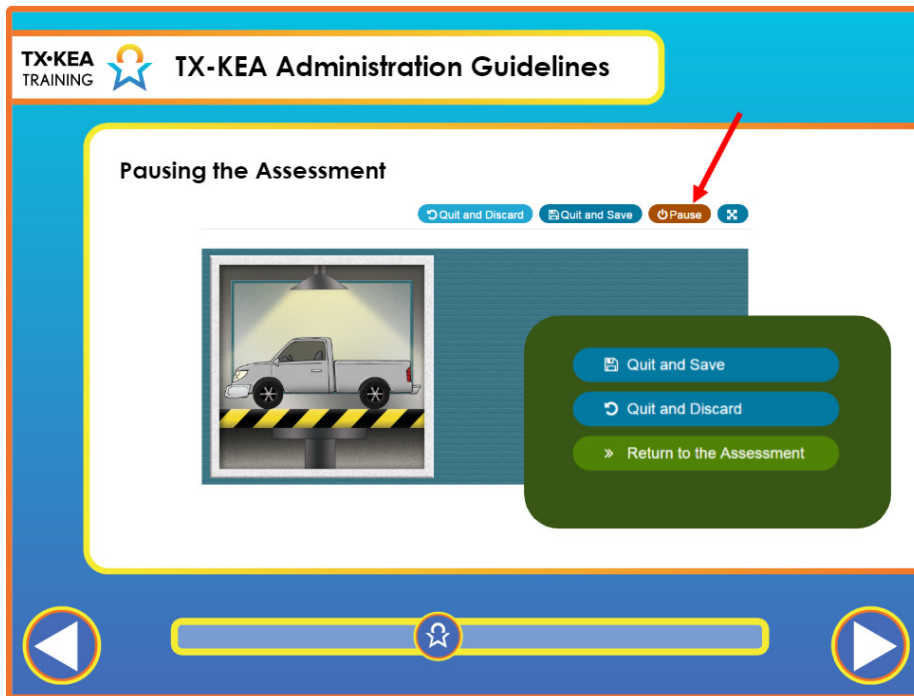 TX•KEA
TRAINING
TX-KEA Administration Guidelines
Pausing the Assessment
Quit and Discard Quit and Save Pause
Quit and Save
Quit and Discard
Return to the Assessment